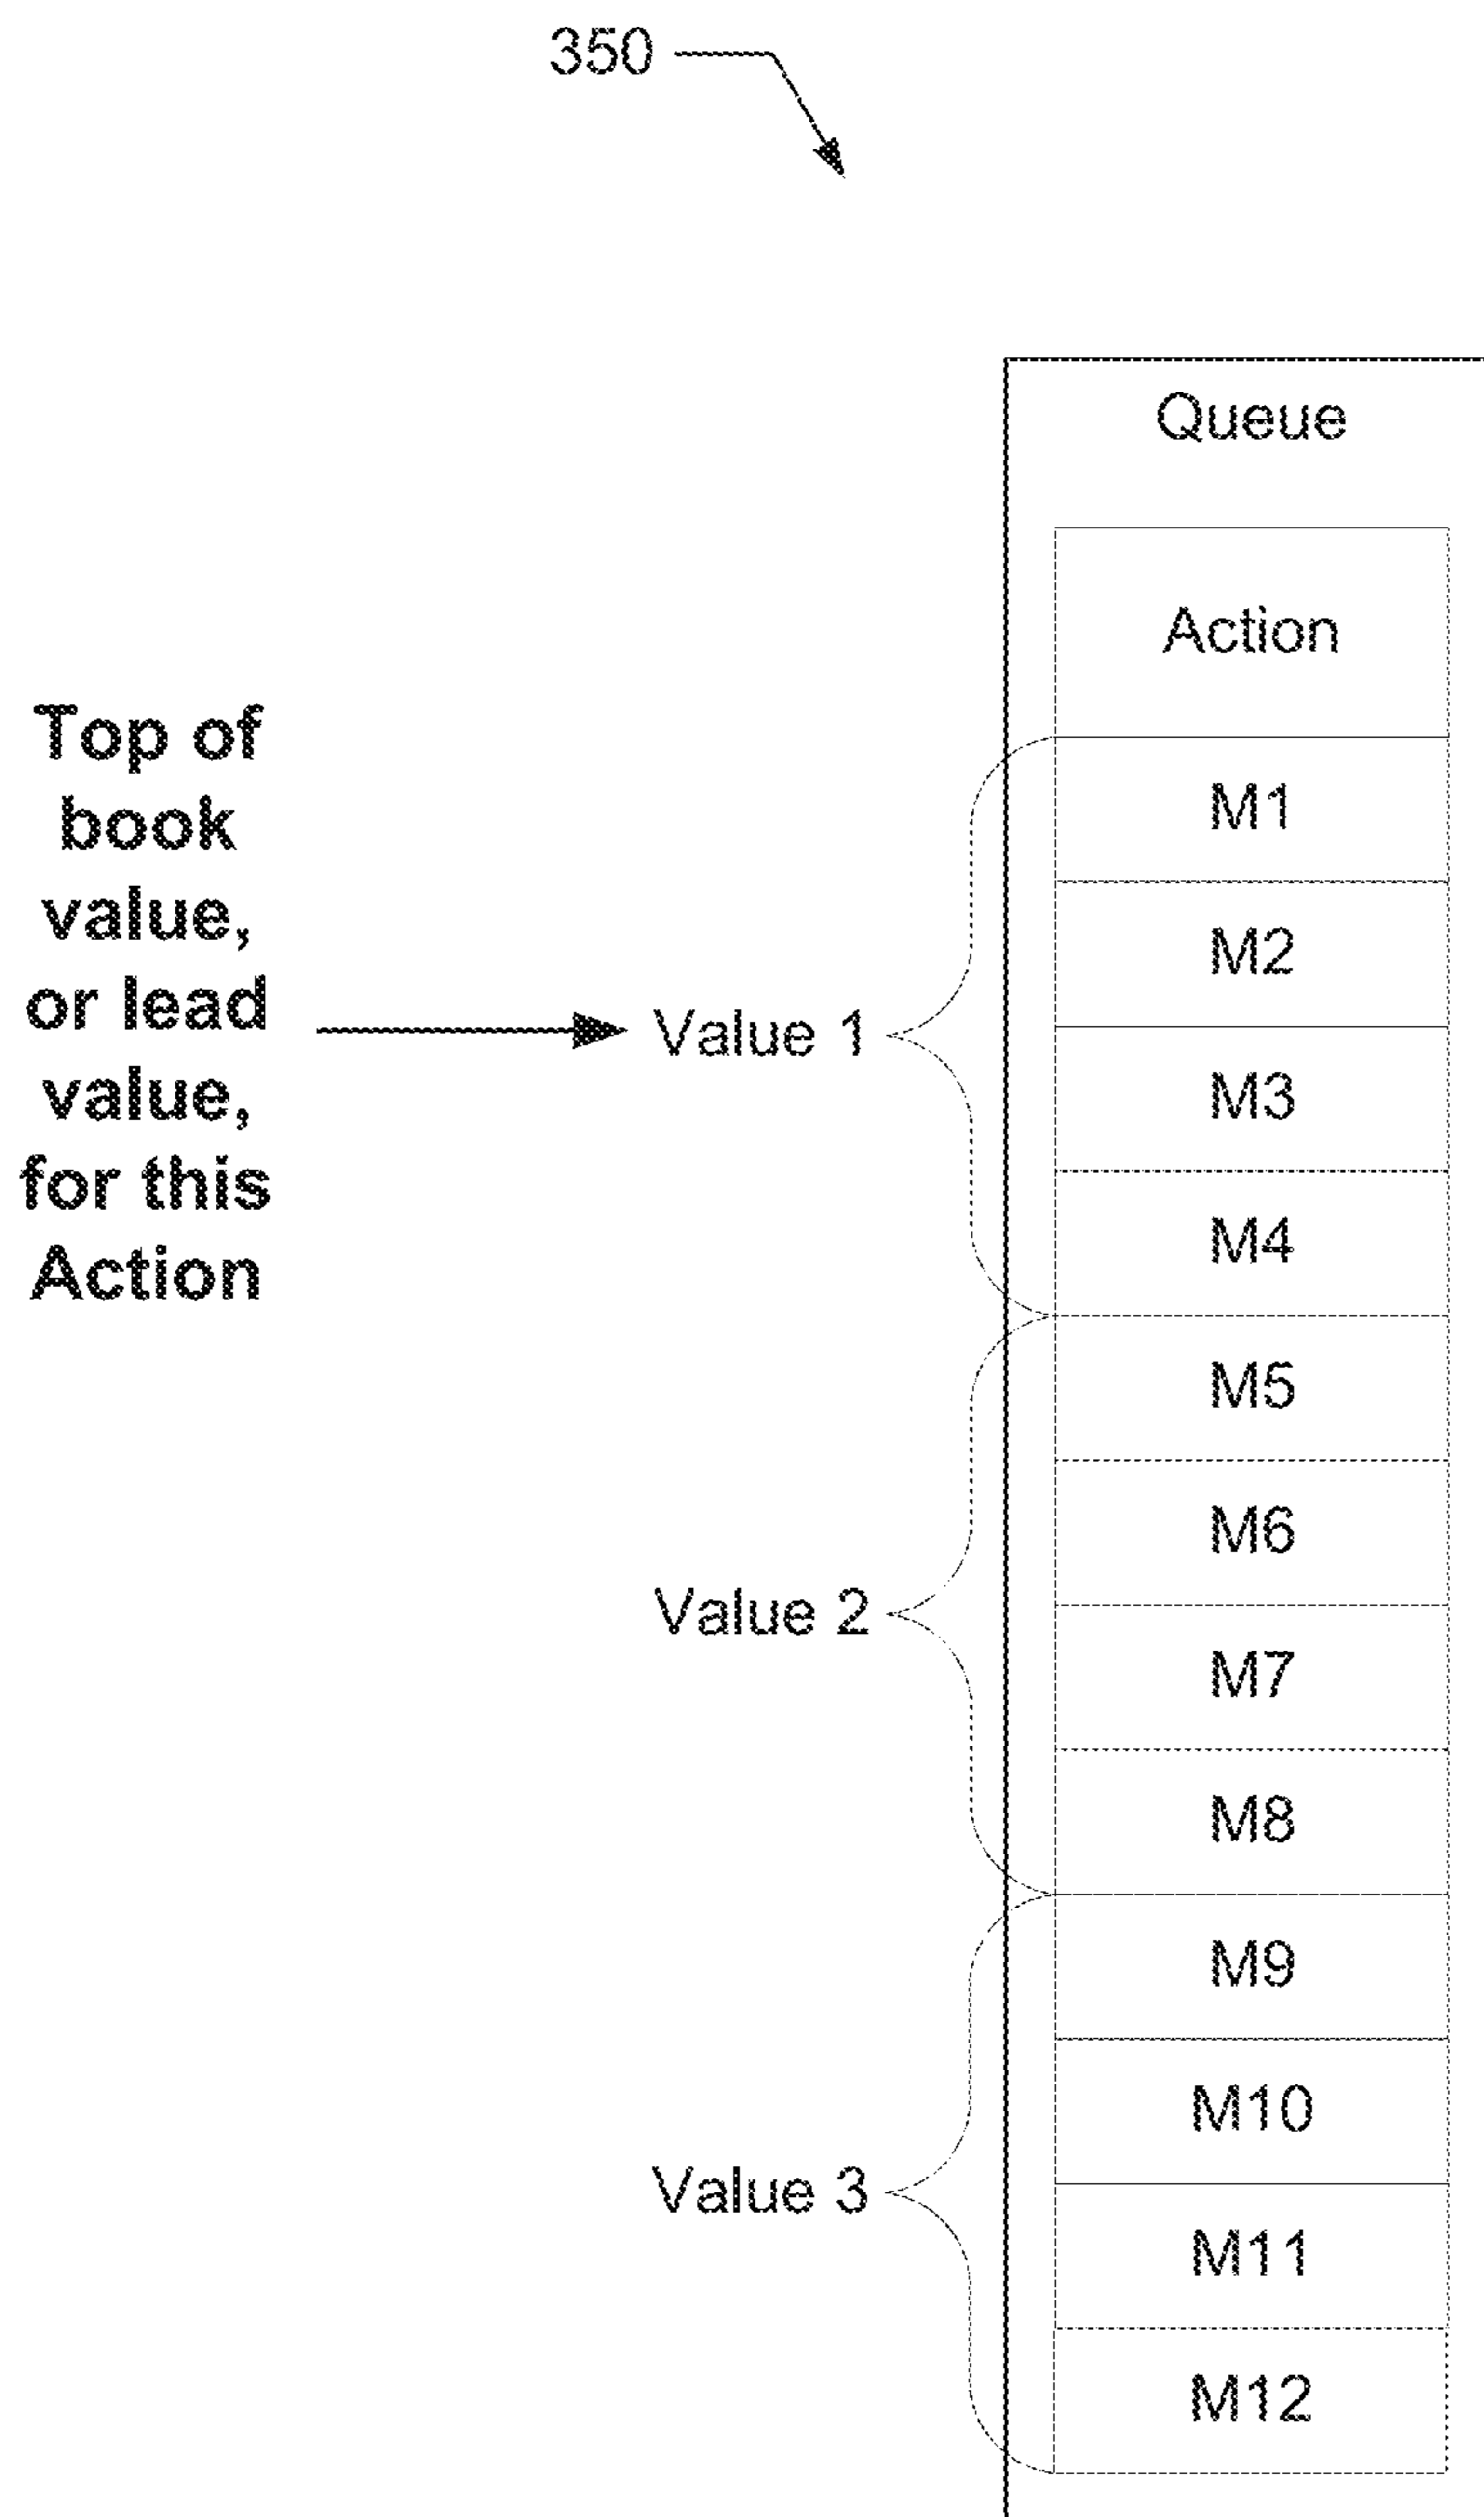 350
Queue
Action
Top of
book
value,
or lead
value,
for this
Action
Value 1
M1
M2
M3
M4
Value 2
M5
M6
M7
M8
Value 3
M9
M10
M11
M12